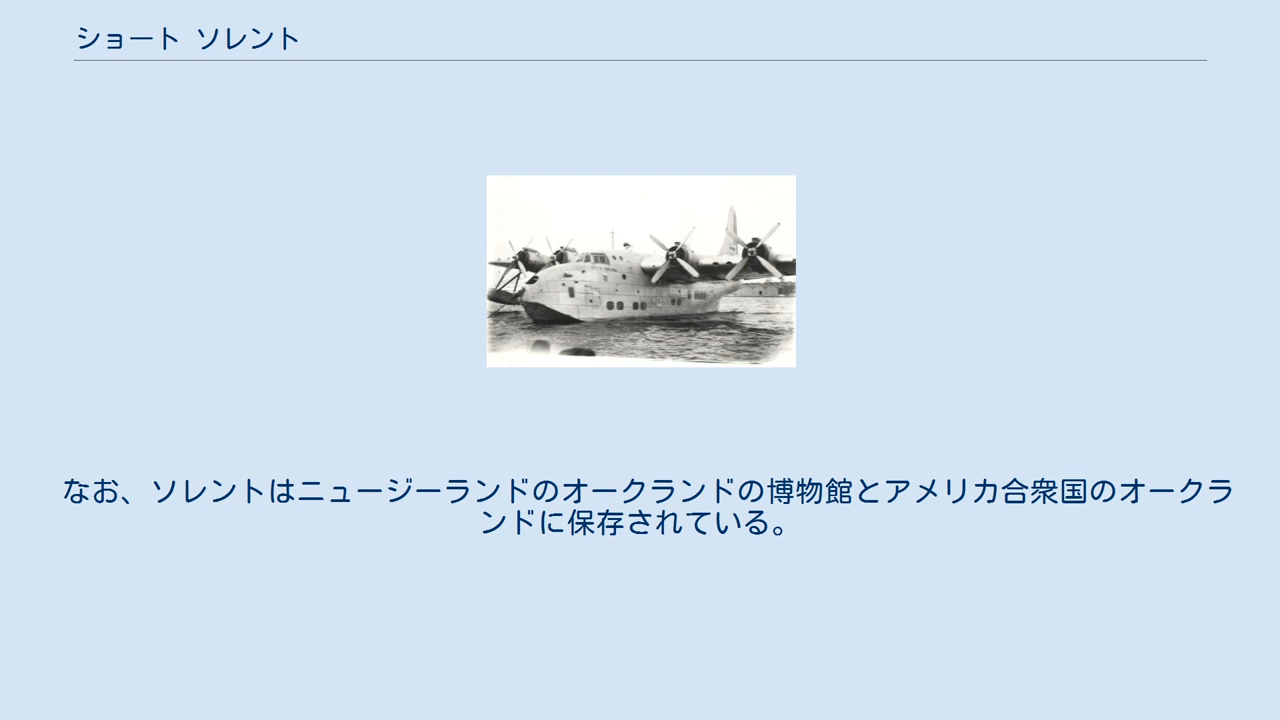 ショート ソレント
なお、ソレントはニュージーランドのオークランドの博物館とアメリカ合衆国のオークラ
ンドに保存されている。